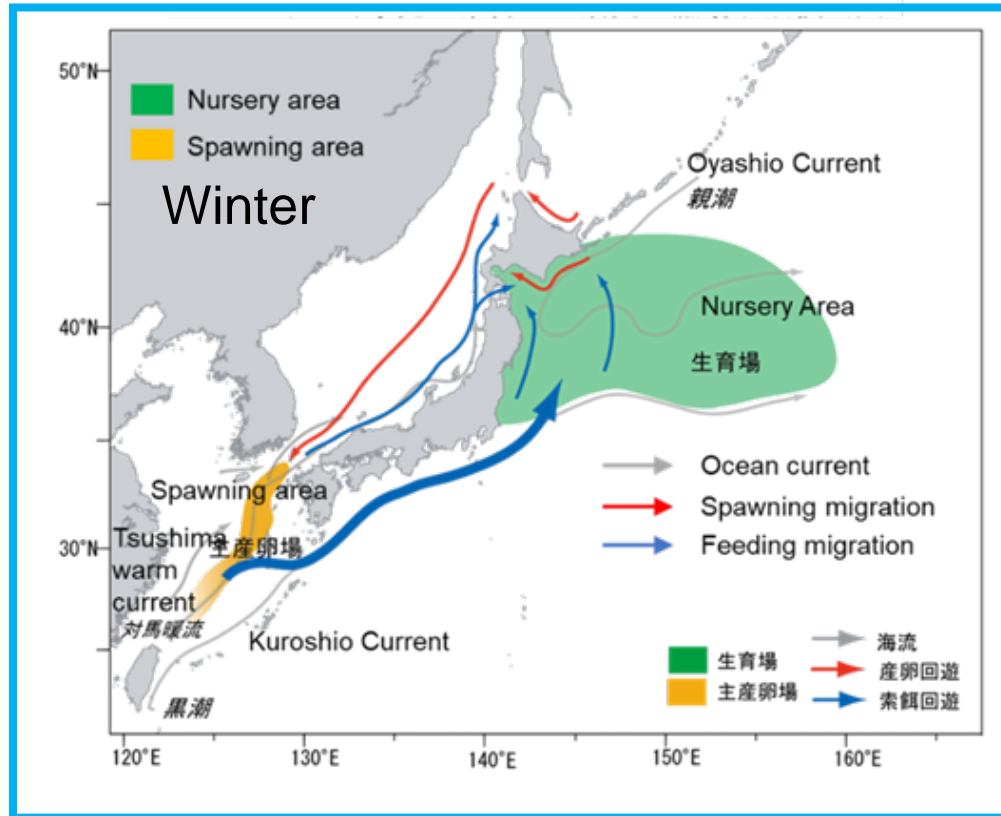 50°N
Nursery area
Spawning area
Winter
Oyashio Current
親潮
40°N
Nursery Area
生育場
Ocean current
Spawning area
Spawning migration
30°N
Tsushima
主産卵場
Feeding migration
warm
current
対馬暖流
Kuroshio Current
海流
生育場
産卵回遊
主産卵場
索餌回遊
黒潮
120°E
130°E
140°E
150°E
160°E